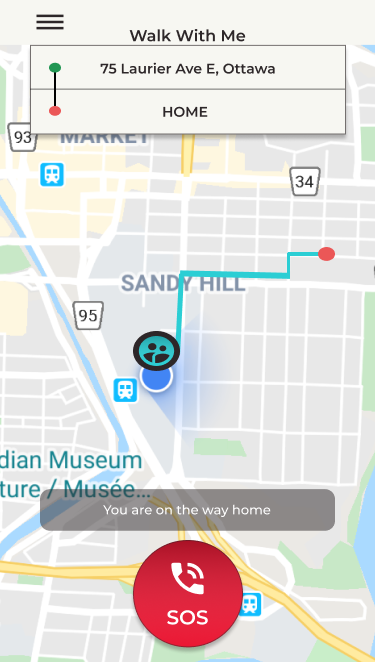 Walk With Me
75 Laurier Ave E, Ottawa
HOME
93
MARKET
34
SANDY HILL
95
dian Museum
ture / Musée...
You are on the way home
SOS